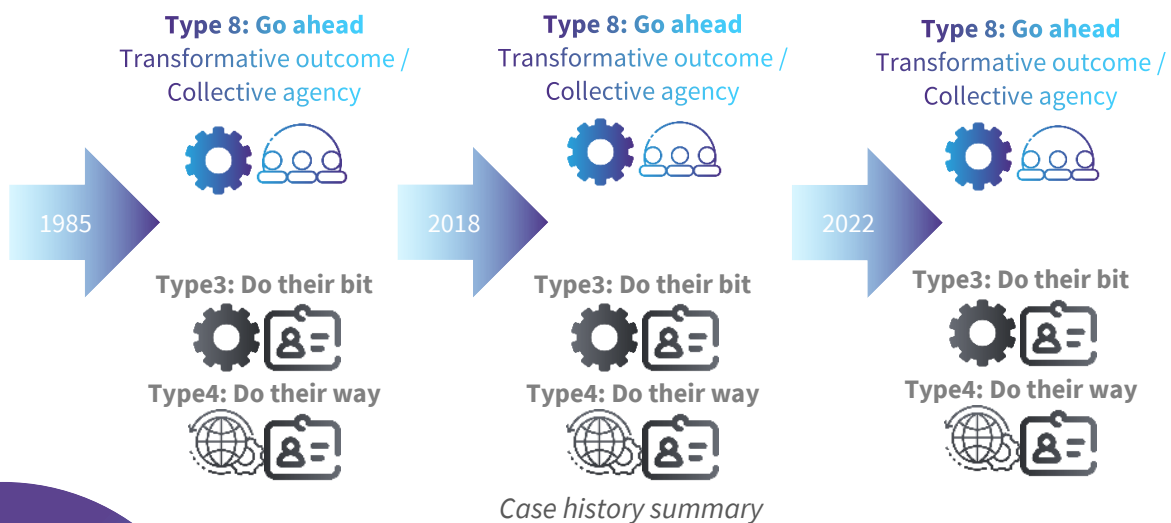 Type 8: Go ahead
Transformative outcome /
Collective agency
Type 8: Go ahead
Transformative outcome /
Collective agency
Type 8: Go ahead
Transformative outcome /
Collective agency
1985
2018
2022
Type3: Do their bit
Type3: Do their bit
Type3: Do their bit
Type4: Do their way
Type4: Do their way
Type4: Do their way
Case history summary